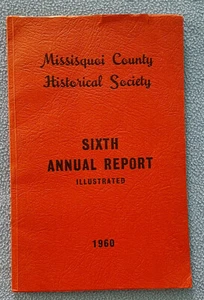 Missisquoi County
Historical Society
SIXTH
ANNUAL REPORT
ILLUSTRATED
1960